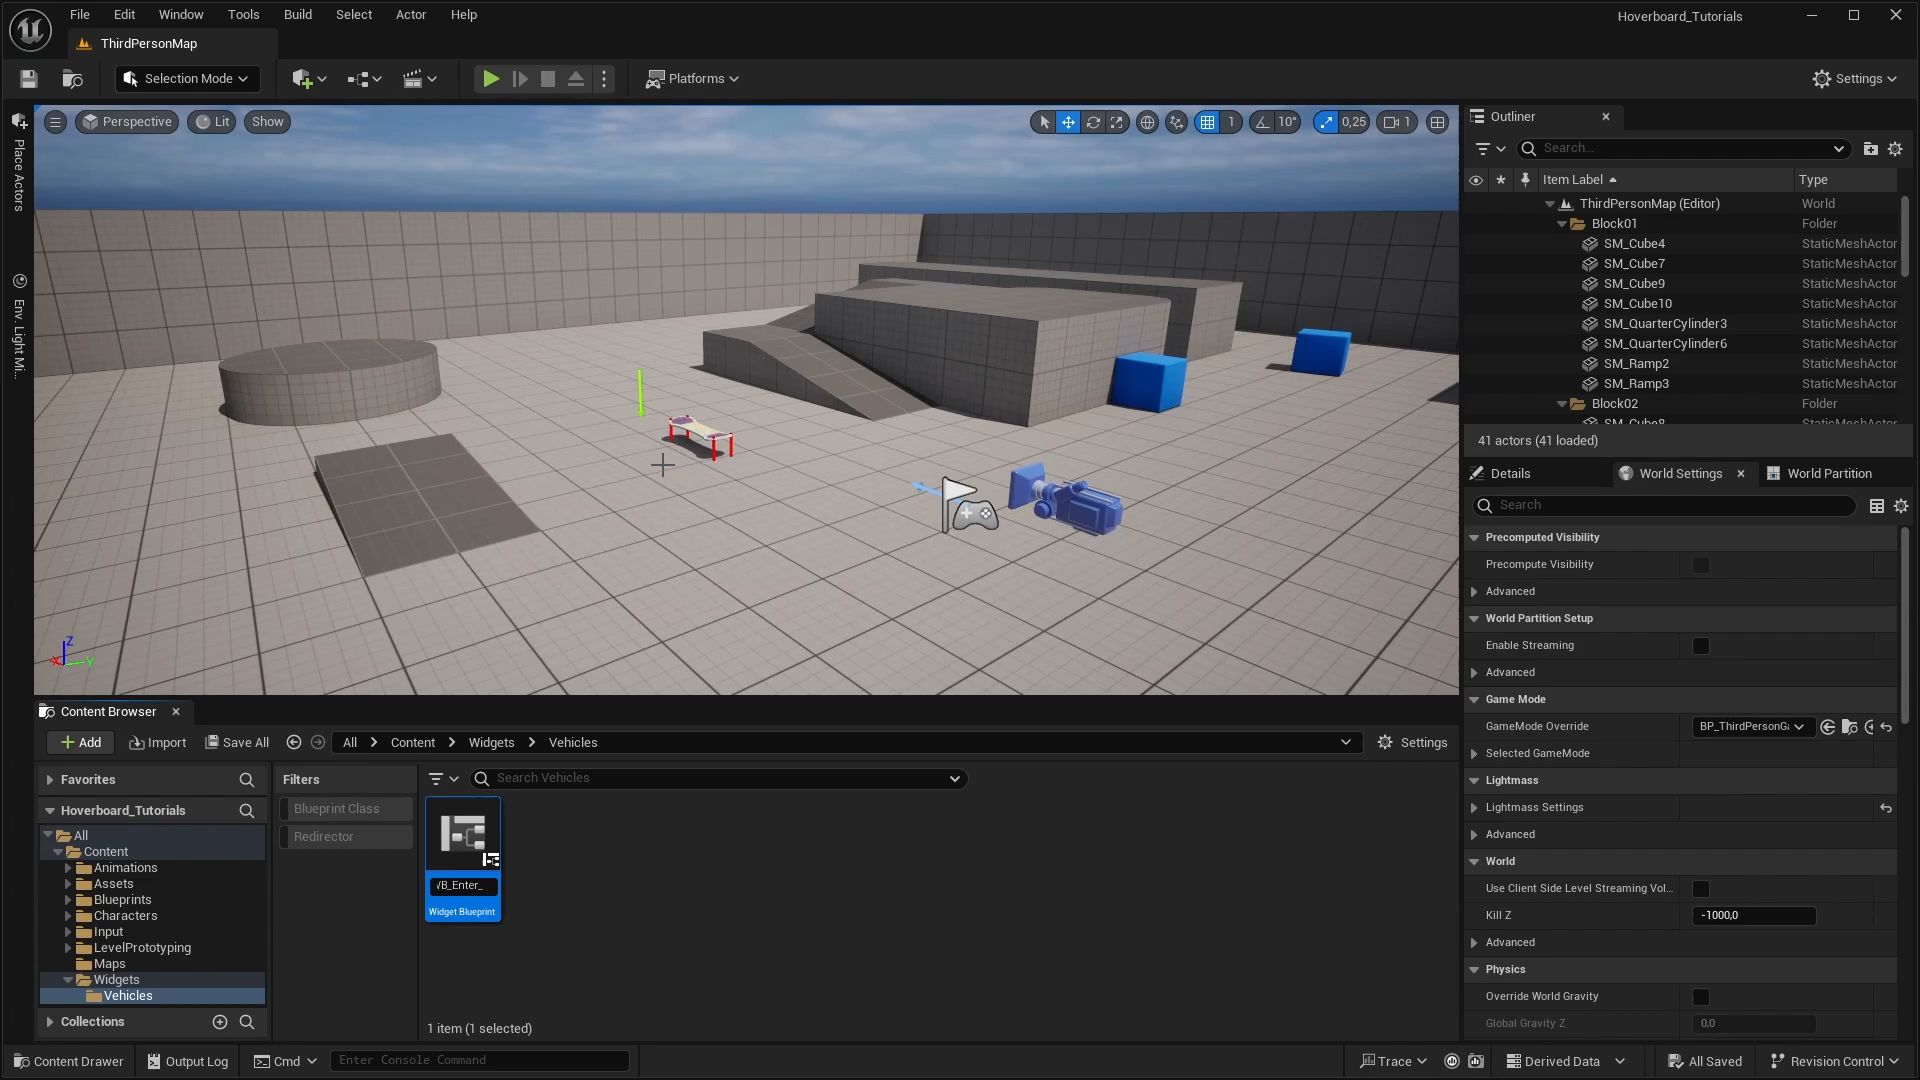 File Edit Window Tools Build Select Actor Help
Hoverboard_Tutorials
ThirdPersonMap
Selection Mode
Platforms
Settings
Perspective Lit Show
1 10° 0,25 1
Place Actors
Env. Light Mi...
Outliner
Search...
Item Label Type
ThirdPersonMap (Editor) World
Block01 Folder
SM_Cube4 StaticMeshActor
SM_Cube7 StaticMeshActor
SM_Cube9 StaticMeshActor
SM_Cube10 StaticMeshActor
SM_QuarterCylinder3 StaticMeshActor
SM_QuarterCylinder6 StaticMeshActor
SM_Ramp2 StaticMeshActor
SM_Ramp3 StaticMeshActor
Block02 Folder
41 actors (41 loaded)
Details World Settings World Partition
Search
Precomputed Visibility
Precompute Visibility
Advanced
World Partition Setup
Enable Streaming
Advanced
Game Mode
GameMode Override BP_ThirdPersonGa
Selected GameMode
Lightmass
Lightmass Settings
Advanced
World
Use Client Side Level Streaming Vol...
Kill Z -1000,0
Advanced
Physics
Override World Gravity
Global Gravity Z 0,0
Z
X
Y
Content Browser
Add Import Save All All Content Widgets Vehicles Settings
Favorites
Hoverboard_Tutorials
All
Content
Animations
Assets
Blueprints
Characters
Input
LevelPrototyping
Maps
Widgets
Vehicles
Collections
Filters
Blueprint Class
Redirector
Search Vehicles
B_Enter_
Widget Blueprint
1 item (1 selected)
Content Drawer Output Log Cmd Enter Console Command Trace Derived Data All Saved Revision Control